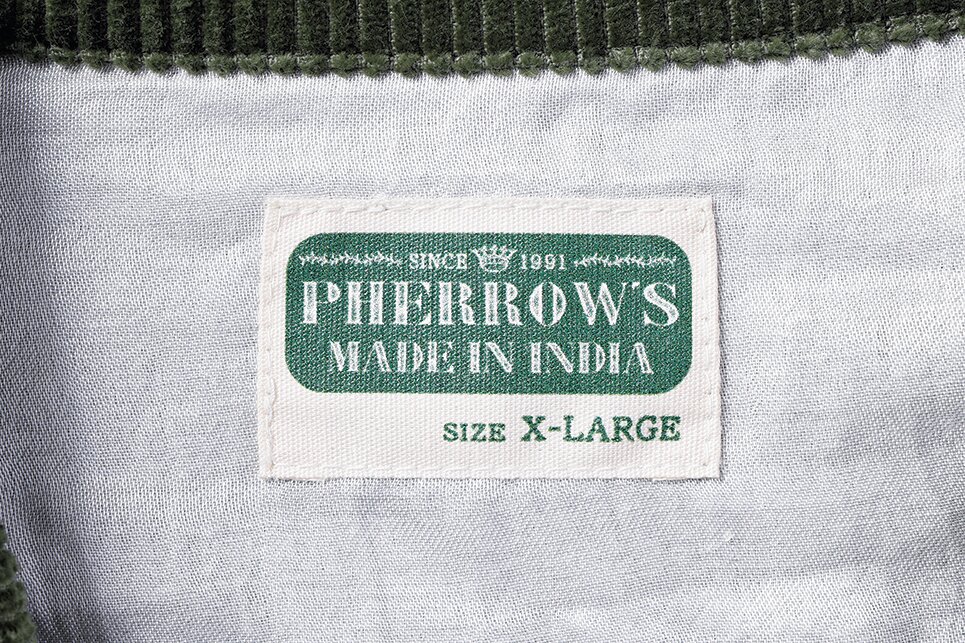 SINCE 1991
PHERROW'S
MADE IN INDIA
SIZE X-LARGE